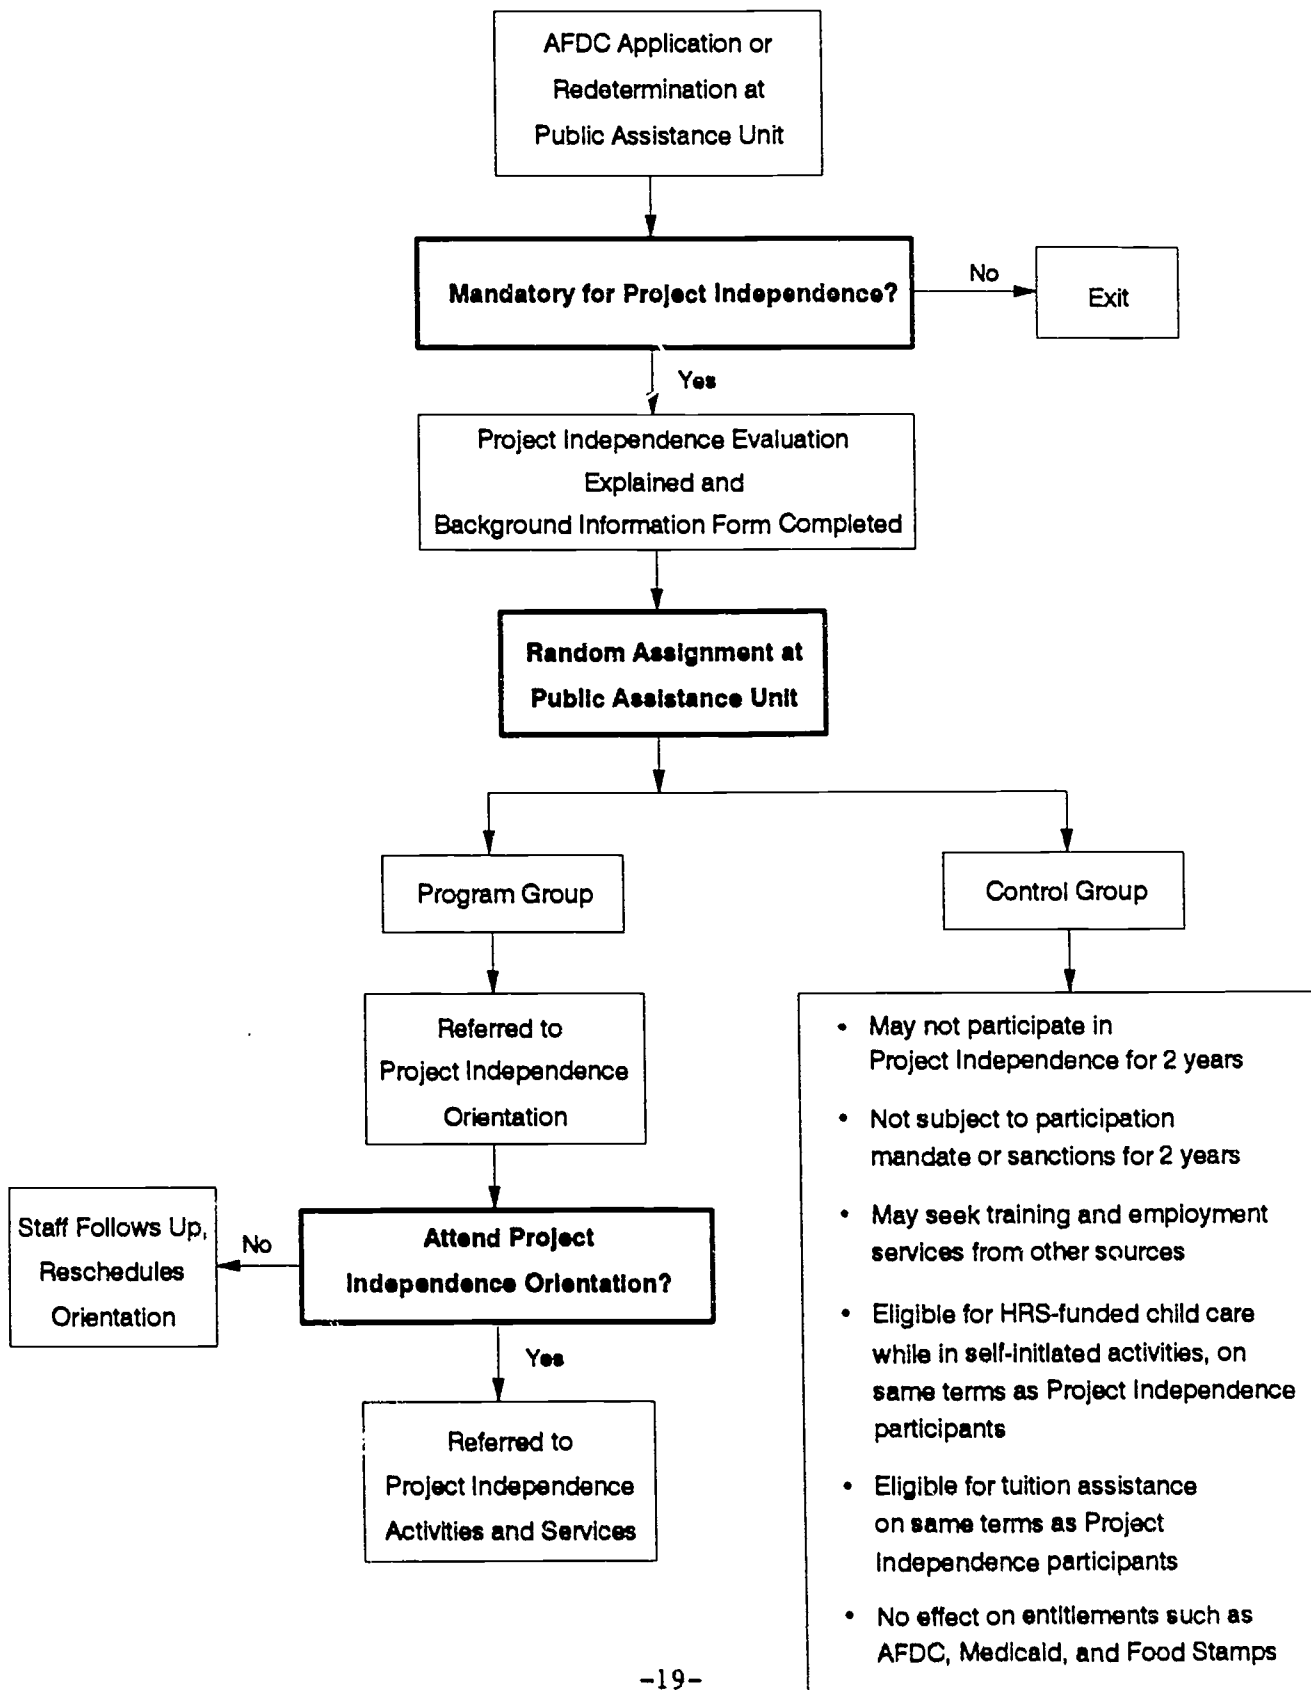 AFDC Application or
Redetermination at
Public Assistance Unit
Mandatory for Project Independence?
No
Exit
Yes
Project Independence Evaluation
Explained and
Background Information Form Completed
Random Assignment at
Public Assistance Unit
Program Group
Control Group
Referred to
Project Independence
Orientation
Attend Project
Independence Orientation?
No
Staff Follows Up,
Reschedules
Orientation
Yes
Referred to
Project Independence
Activities and Services
• May not participate in
Project Independence for 2 years
• Not subject to participation
mandate or sanctions for 2 years
• May seek training and employment
services from other sources
• Eligible for HRS-funded child care
while in self-initiated activities, on
same terms as Project Independence
participants
• Eligible for tuition assistance
on same terms as Project
Independence participants
• No effect on entitlements such as
AFDC, Medicaid, and Food Stamps
-19-